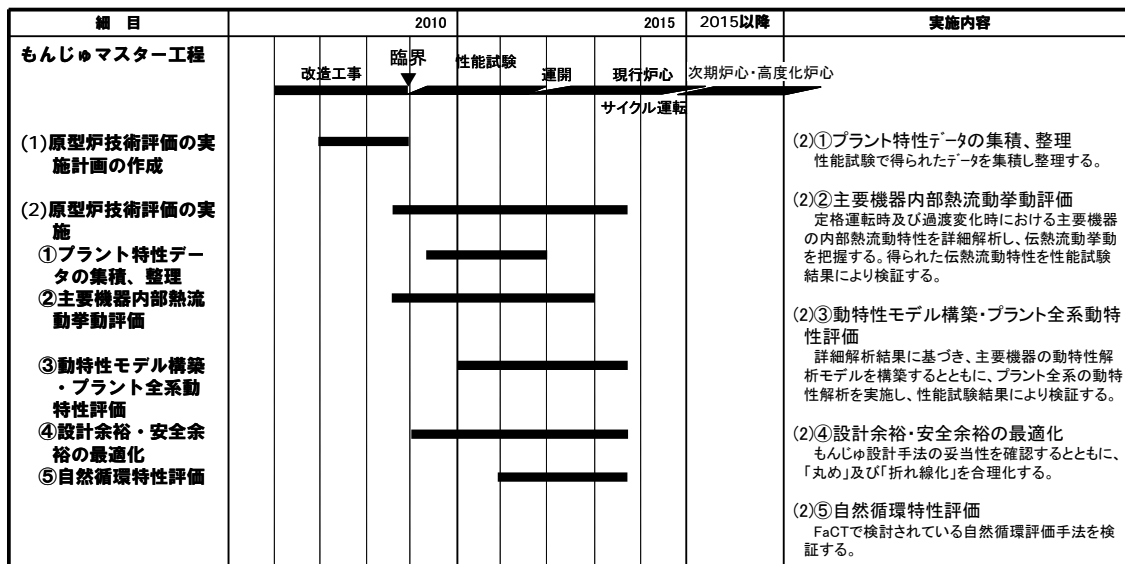 細 目 2010 2015 2015以降 実施内容
もんじゅマスター工程
改造工事 臨界 性能試験 運開 現行炉心 次期炉心・高度化炉心
サイクル運転
(1)原型炉技術評価の実
施計画の作成
(2)原型炉技術評価の実
施
①プラント特性デー
タの集積、整理
②主要機器内部熱流
動挙動評価
③動特性モデル構築
・プラント全系動
特性評価
④設計余裕・安全余
裕の最適化
⑤自然循環特性評価
(2)①プラント特性データの集積、整理
性能試験で得られたデータを集積し整理する。
(2)②主要機器内部熱流動挙動評価
定格運転時及び過渡変化時における主要機器
の内部熱流動特性を詳細解析し、伝熱流動挙動
を把握する。得られた伝熱流動特性を性能試験
結果により検証する。
(2)③動特性モデル構築・プラント全系動特
性評価
詳細解析結果に基づき、主要機器の動特性解
析モデルを構築するとともに、プラント全系の動特
性解析を実施し、性能試験結果により検証する。
(2)④設計余裕・安全余裕の最適化
もんじゅ設計手法の妥当性を確認するとともに、
「丸め」及び「折れ線化」を合理化する。
(2)⑤自然循環特性評価
FaCTで検討されている自然循環評価手法を検
証する。